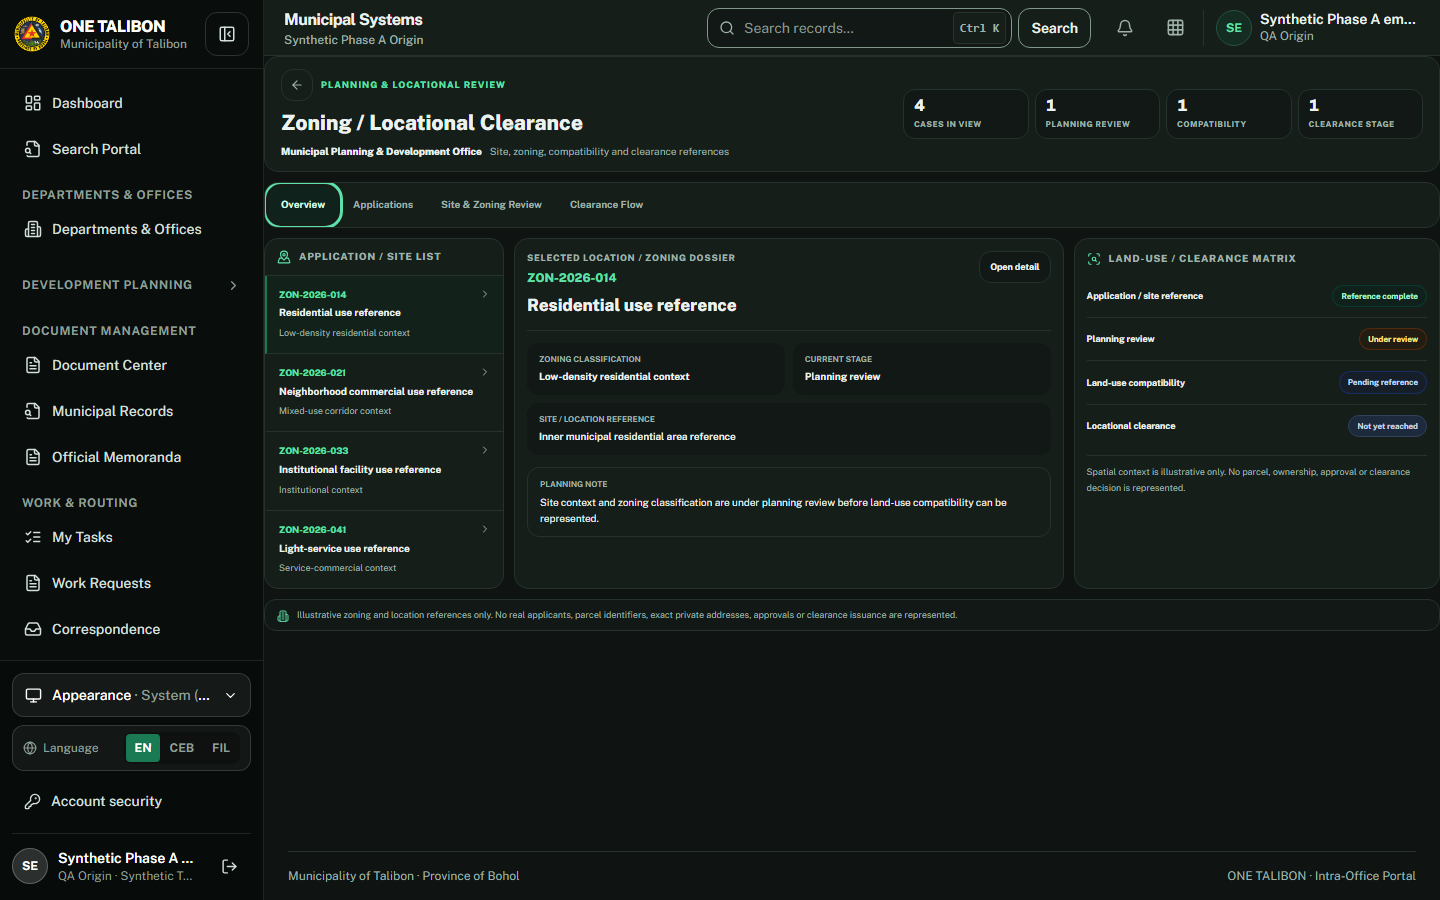 ONE TALIBON
Municipality of Talibon
Municipal Systems
Synthetic Phase A Origin
Search records...
Ctrl K
Search
SE
Synthetic Phase A em...
QA Origin
Dashboard
Search Portal
DEPARTMENTS & OFFICES
Departments & Offices
DEVELOPMENT PLANNING
DOCUMENT MANAGEMENT
Document Center
Municipal Records
Official Memoranda
WORK & ROUTING
My Tasks
Work Requests
Correspondence
Appearance · System (...
Language
EN
CEB
FIL
Account security
SE
Synthetic Phase A ...
QA Origin · Synthetic T...
PLANNING & LOCATIONAL REVIEW
Zoning / Locational Clearance
Municipal Planning & Development Office Site, zoning, compatibility and clearance references
4
CASES IN VIEW
1
PLANNING REVIEW
1
COMPATIBILITY
1
CLEARANCE STAGE
Overview
Applications
Site & Zoning Review
Clearance Flow
APPLICATION / SITE LIST
ZON-2026-014
Residential use reference
Low-density residential context
ZON-2026-021
Neighborhood commercial use reference
Mixed-use corridor context
ZON-2026-033
Institutional facility use reference
Institutional context
ZON-2026-041
Light-service use reference
Service-commercial context
SELECTED LOCATION / ZONING DOSSIER
ZON-2026-014
Residential use reference
Open detail
ZONING CLASSIFICATION
Low-density residential context
CURRENT STAGE
Planning review
SITE / LOCATION REFERENCE
Inner municipal residential area reference
PLANNING NOTE
Site context and zoning classification are under planning review before land-use compatibility can be
represented.
LAND-USE / CLEARANCE MATRIX
Application / site reference
Reference complete
Planning review
Under review
Land-use compatibility
Pending reference
Locational clearance
Not yet reached
Spatial context is illustrative only. No parcel, ownership, approval or clearance
decision is represented.
Illustrative zoning and location references only. No real applicants, parcel identifiers, exact private addresses, approvals or clearance issuance are represented.
Municipality of Talibon · Province of Bohol
ONE TALIBON · Intra-Office Portal